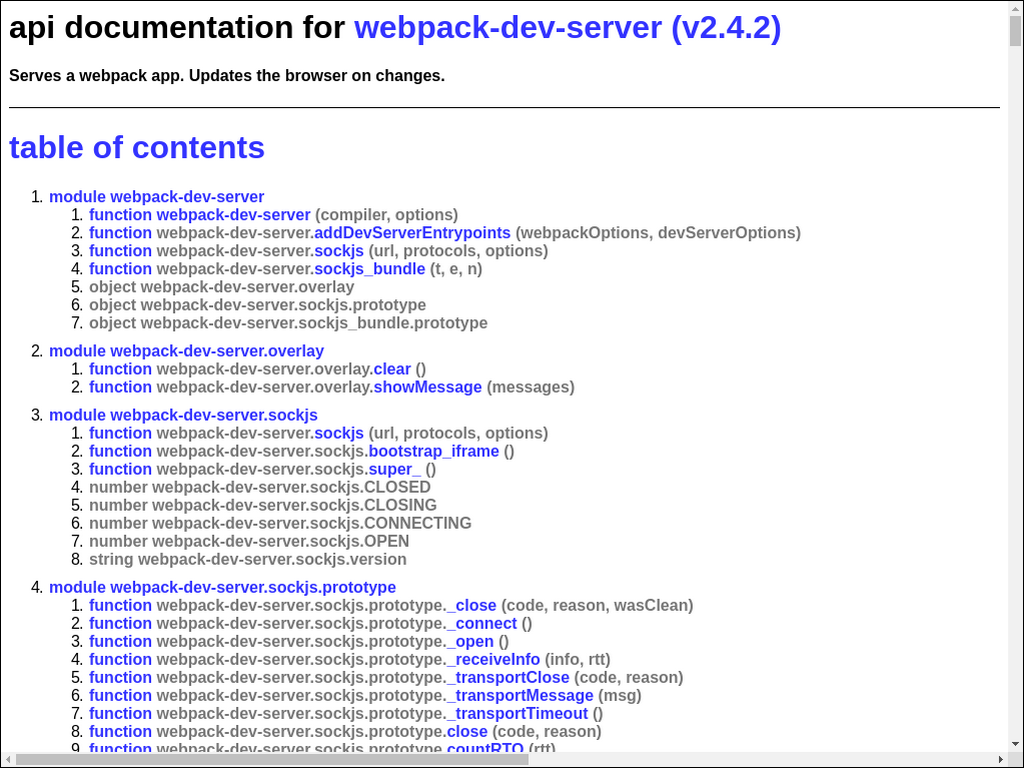 api documentation for webpack-dev-server (v2.4.2)
Serves a webpack app. Updates the browser on changes.
table of contents
1. module webpack-dev-server
1. function webpack-dev-server (compiler, options)
2. function webpack-dev-server.addDevServerEntrypoints (webpackOptions, devServerOptions)
3. function webpack-dev-server.sockjs (url, protocols, options)
4. function webpack-dev-server.sockjs_bundle (t, e, n)
5. object webpack-dev-server.overlay
6. object webpack-dev-server.sockjs.prototype
7. object webpack-dev-server.sockjs_bundle.prototype
2. module webpack-dev-server.overlay
1. function webpack-dev-server.overlay.clear ()
2. function webpack-dev-server.overlay.showMessage (messages)
3. module webpack-dev-server.sockjs
1. function webpack-dev-server.sockjs (url, protocols, options)
2. function webpack-dev-server.sockjs.bootstrap_iframe ()
3. function webpack-dev-server.sockjs.super_ ()
4. number webpack-dev-server.sockjs.CLOSED
5. number webpack-dev-server.sockjs.CLOSING
6. number webpack-dev-server.sockjs.CONNECTING
7. number webpack-dev-server.sockjs.OPEN
8. string webpack-dev-server.sockjs.version
4. module webpack-dev-server.sockjs.prototype
1. function webpack-dev-server.sockjs.prototype._close (code, reason, wasClean)
2. function webpack-dev-server.sockjs.prototype._connect ()
3. function webpack-dev-server.sockjs.prototype._open ()
4. function webpack-dev-server.sockjs.prototype._receiveInfo (info, rtt)
5. function webpack-dev-server.sockjs.prototype._transportClose (code, reason)
6. function webpack-dev-server.sockjs.prototype._transportMessage (msg)
7. function webpack-dev-server.sockjs.prototype._transportTimeout ()
8. function webpack-dev-server.sockjs.prototype.close (code, reason)
9. function webpack-dev-server.sockjs.prototype.countRTO (rtt)